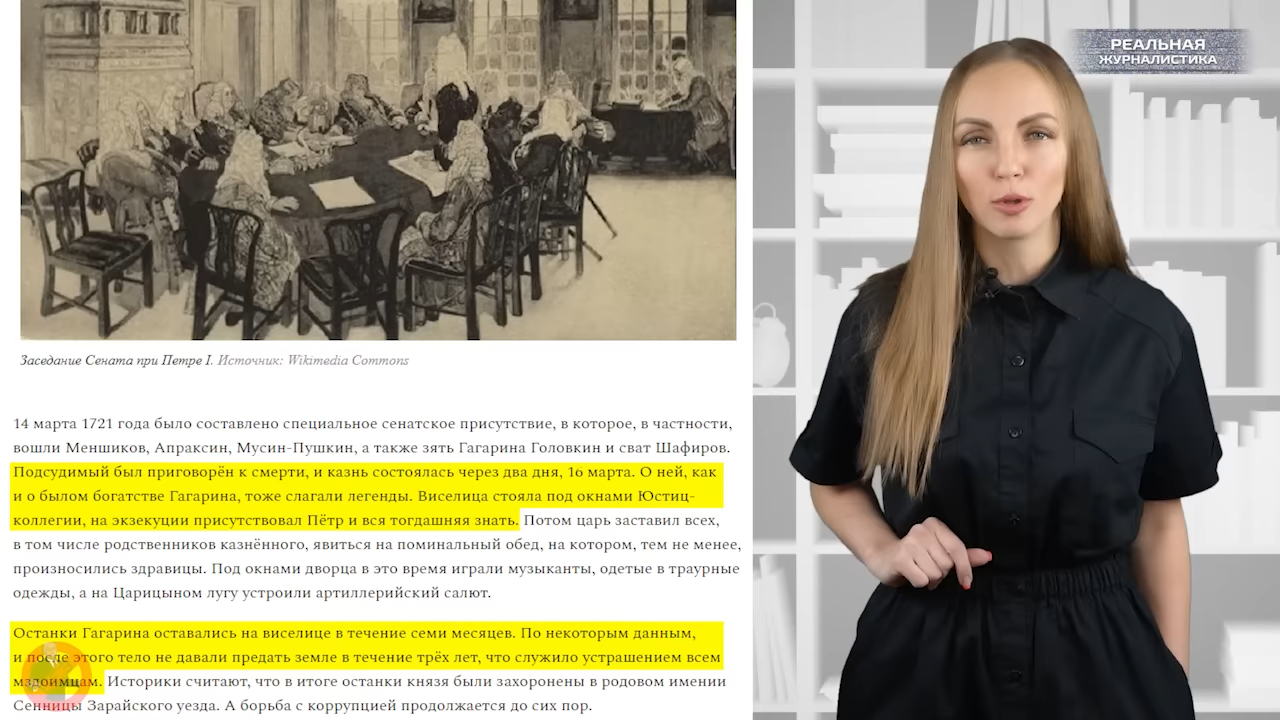 РЕАЛЬНАЯ
ЖУРНАЛИСТИКА
Заседание Сената при Петре I. Источник: Wikimedia Commons
14 марта 1721 года было составлено специальное сенатское присутствие, в которое, в частности,
вошли Меншиков, Апраксин, Мусин-Пушкин, а также зять Гагарина Головкин и сват Шафиров.
Подсудимый был приговорён к смерти, и казнь состоялась через два дня, 16 марта. О ней, как
и о былом богатстве Гагарина, тоже слагали легенды. Виселица стояла под окнами Юстиц-
коллегии, на экзекуции присутствовал Пётр и вся тогдашняя знать. Потом царь заставил всех,
в том числе родственников казнённого, явиться на поминальный обед, на котором, тем не менее,
произносились здравицы. Под окнами дворца в это время играли музыканты, одетые в траурные
одежды, а на Царицыном лугу устроили артиллерийский салют.
Останки Гагарина оставались на виселице в течение семи месяцев. По некоторым данным,
и после этого тело не давали предать земле в течение трёх лет, что служило устрашением всем
мздоимцам. Историки считают, что в итоге останки князя были захоронены в родовом имении
Сенницы Зарайского уезда. А борьба с коррупцией продолжается до сих пор.